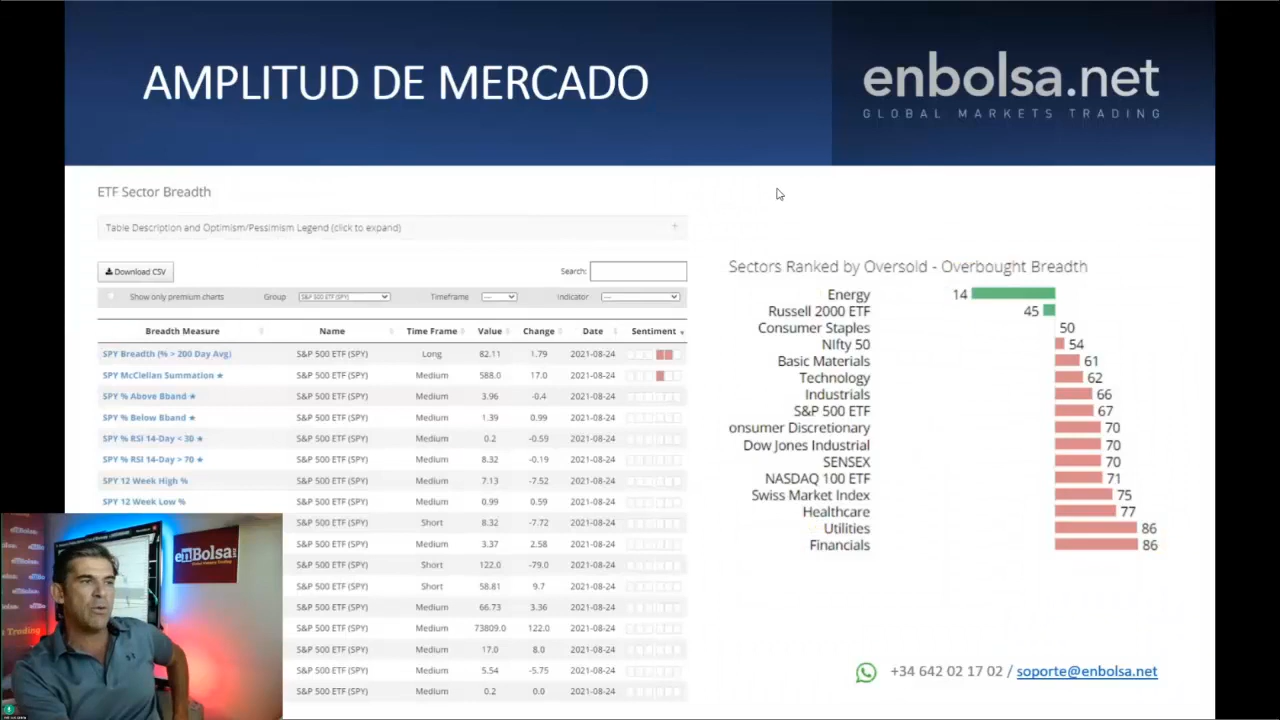 AMPLITUD DE MERCADO
enbolsa.net
GLOBAL MARKETS TRADING
ETF Sector Breadth
Table Description and Optimism/Pessimism Legend (click to expand) +
Download CSV
Search:
Show only premium charts Group S&P 500 ETF (SPY) Timeframe --- Indicator ---
Breadth Measure Name Time Frame Value Change Date Sentiment
SPY Breadth (% > 200 Day Avg) S&P 500 ETF (SPY) Long 82.11 1.79 2021-08-24
SPY McClellan Summation ★ S&P 500 ETF (SPY) Medium 588.0 17.0 2021-08-24
SPY % Above Bband ★ S&P 500 ETF (SPY) Medium 3.96 -0.4 2021-08-24
SPY % Below Bband ★ S&P 500 ETF (SPY) Medium 1.39 0.99 2021-08-24
SPY % RSI 14-Day < 30 ★ S&P 500 ETF (SPY) Medium 0.2 -0.59 2021-08-24
SPY % RSI 14-Day > 70 ★ S&P 500 ETF (SPY) Medium 8.32 -0.19 2021-08-24
SPY 12 Week High % S&P 500 ETF (SPY) Medium 7.13 -7.52 2021-08-24
SPY 12 Week Low % S&P 500 ETF (SPY) Medium 0.99 0.59 2021-08-24
S&P 500 ETF (SPY) Short 8.32 -7.72 2021-08-24
S&P 500 ETF (SPY) Medium 3.37 2.58 2021-08-24
S&P 500 ETF (SPY) Short 122.0 -79.0 2021-08-24
S&P 500 ETF (SPY) Short 58.81 9.7 2021-08-24
S&P 500 ETF (SPY) Medium 66.73 3.36 2021-08-24
S&P 500 ETF (SPY) Medium 73809.0 122.0 2021-08-24
S&P 500 ETF (SPY) Medium 17.0 8.0 2021-08-24
S&P 500 ETF (SPY) Medium 5.54 -5.75 2021-08-24
S&P 500 ETF (SPY) Medium 0.2 0.0 2021-08-24
Sectors Ranked by Oversold - Overbought Breadth
Energy 14
Russell 2000 ETF 45
Consumer Staples 50
Nifty 50 54
Basic Materials 61
Technology 62
Industrials 66
S&P 500 ETF 67
onsumer Discretionary 70
Dow Jones Industrial 70
SENSEX 70
NASDAQ 100 ETF 71
Swiss Market Index 75
Healthcare 77
Utilities 86
Financials 86
+34 642 02 17 02 / soporte@enbolsa.net
enBolsa